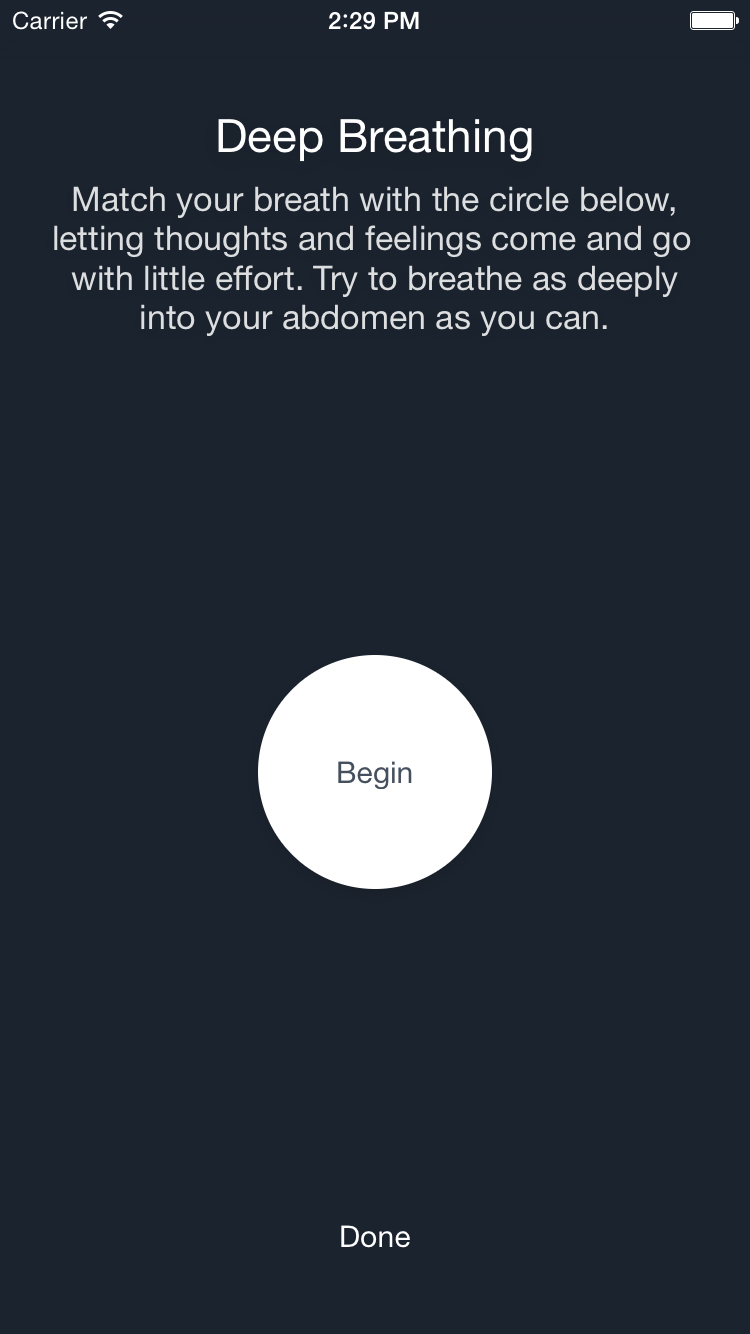 Carrier 2:29 PM
Deep Breathing
Match your breath with the circle below,
letting thoughts and feelings come and go
with little effort. Try to breathe as deeply
into your abdomen as you can.
Begin
Done